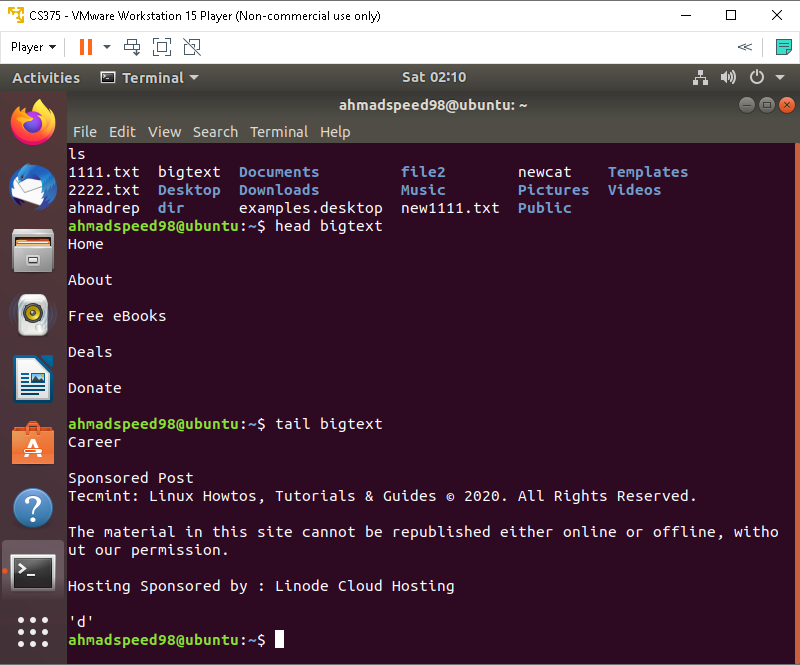 CS375 - VMware Workstation 15 Player (Non-commercial use only)
Player
Activities Terminal Sat 02:10
ahmadspeed98@ubuntu: ~
File Edit View Search Terminal Help
ls
1111.txt bigtext Documents file2 newcat Templates
2222.txt Desktop Downloads Music Pictures Videos
ahmadrep dir examples.desktop new1111.txt Public
ahmadspeed98@ubuntu:~$ head bigtext
Home
About
Free eBooks
Deals
Donate
ahmadspeed98@ubuntu:~$ tail bigtext
Career
Sponsored Post
Tecmint: Linux Howtos, Tutorials & Guides © 2020. All Rights Reserved.
The material in this site cannot be republished either online or offline, witho
ut our permission.
Hosting Sponsored by : Linode Cloud Hosting
'd'
ahmadspeed98@ubuntu:~$